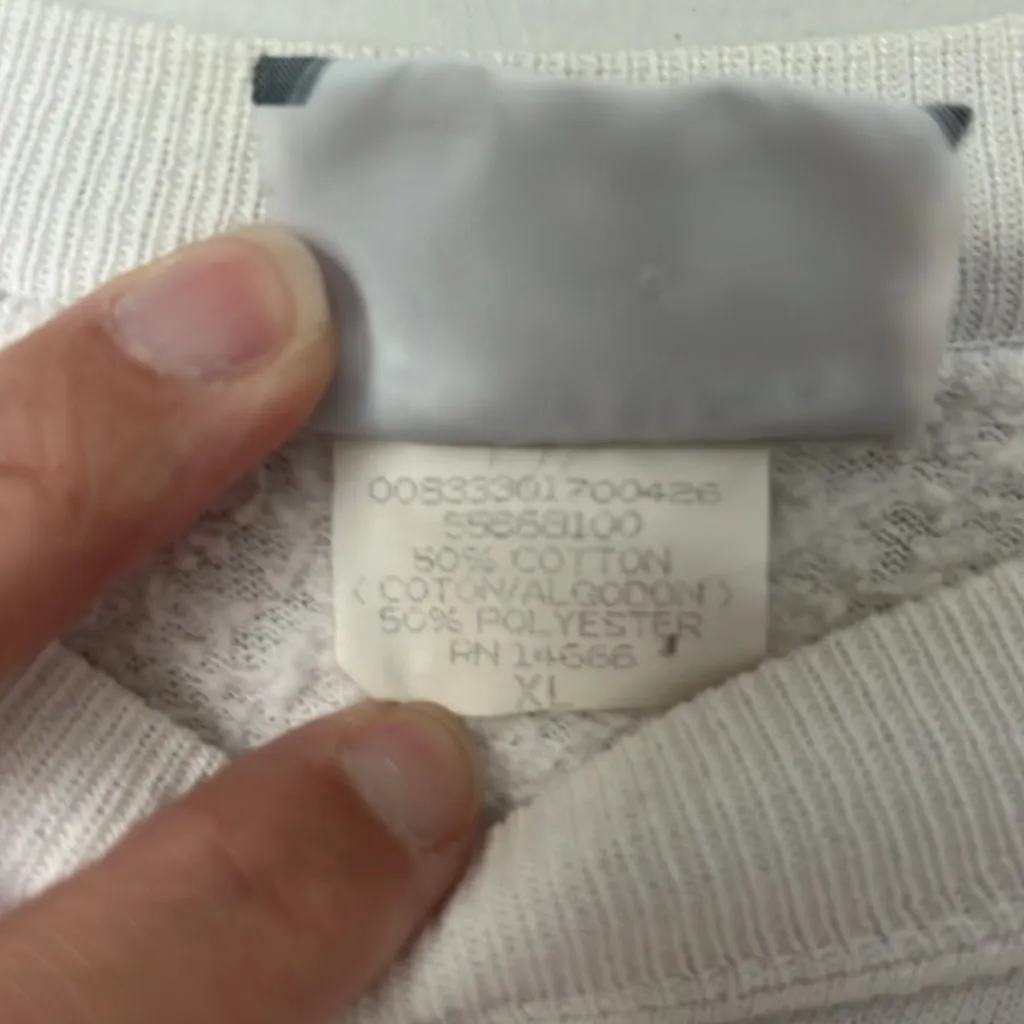 00833301700426
55868100
50% COTTON
( COTON/ALGODON )
50% POLYESTER
RN 14666
XL